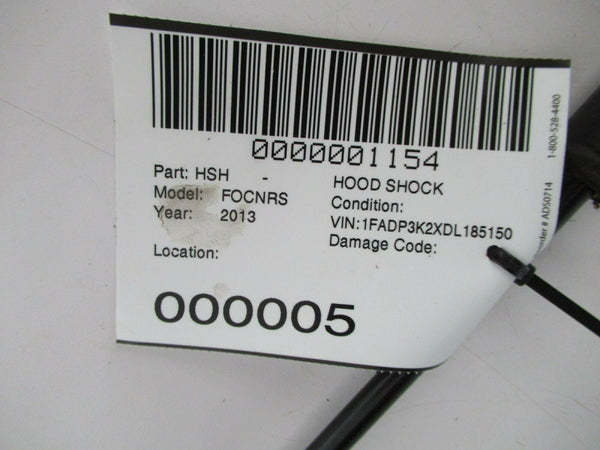 0000001154
Part: HSH - HOOD SHOCK
Model: FOCNRS Condition:
Year: 2013 VIN:1FADP3K2XDL185150
Damage Code:
Location:
000005
order # ADS0714 1-800-528-4400